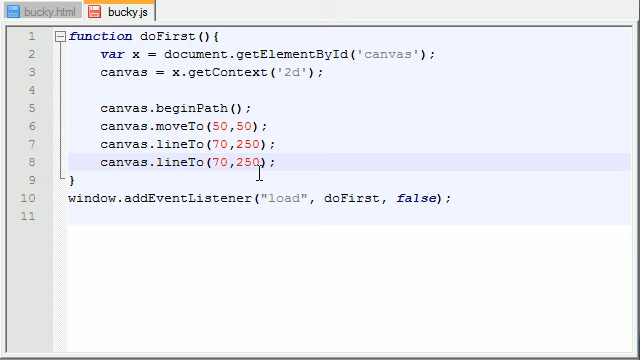 bucky.html bucky.js
1 function doFirst(){
2 var x = document.getElementById('canvas');
3 canvas = x.getContext('2d');
4
5 canvas.beginPath();
6 canvas.moveTo(50,50);
7 canvas.lineTo(70,250);
8 canvas.lineTo(70,250);
9 }
10 window.addEventListener("load", doFirst, false);
11